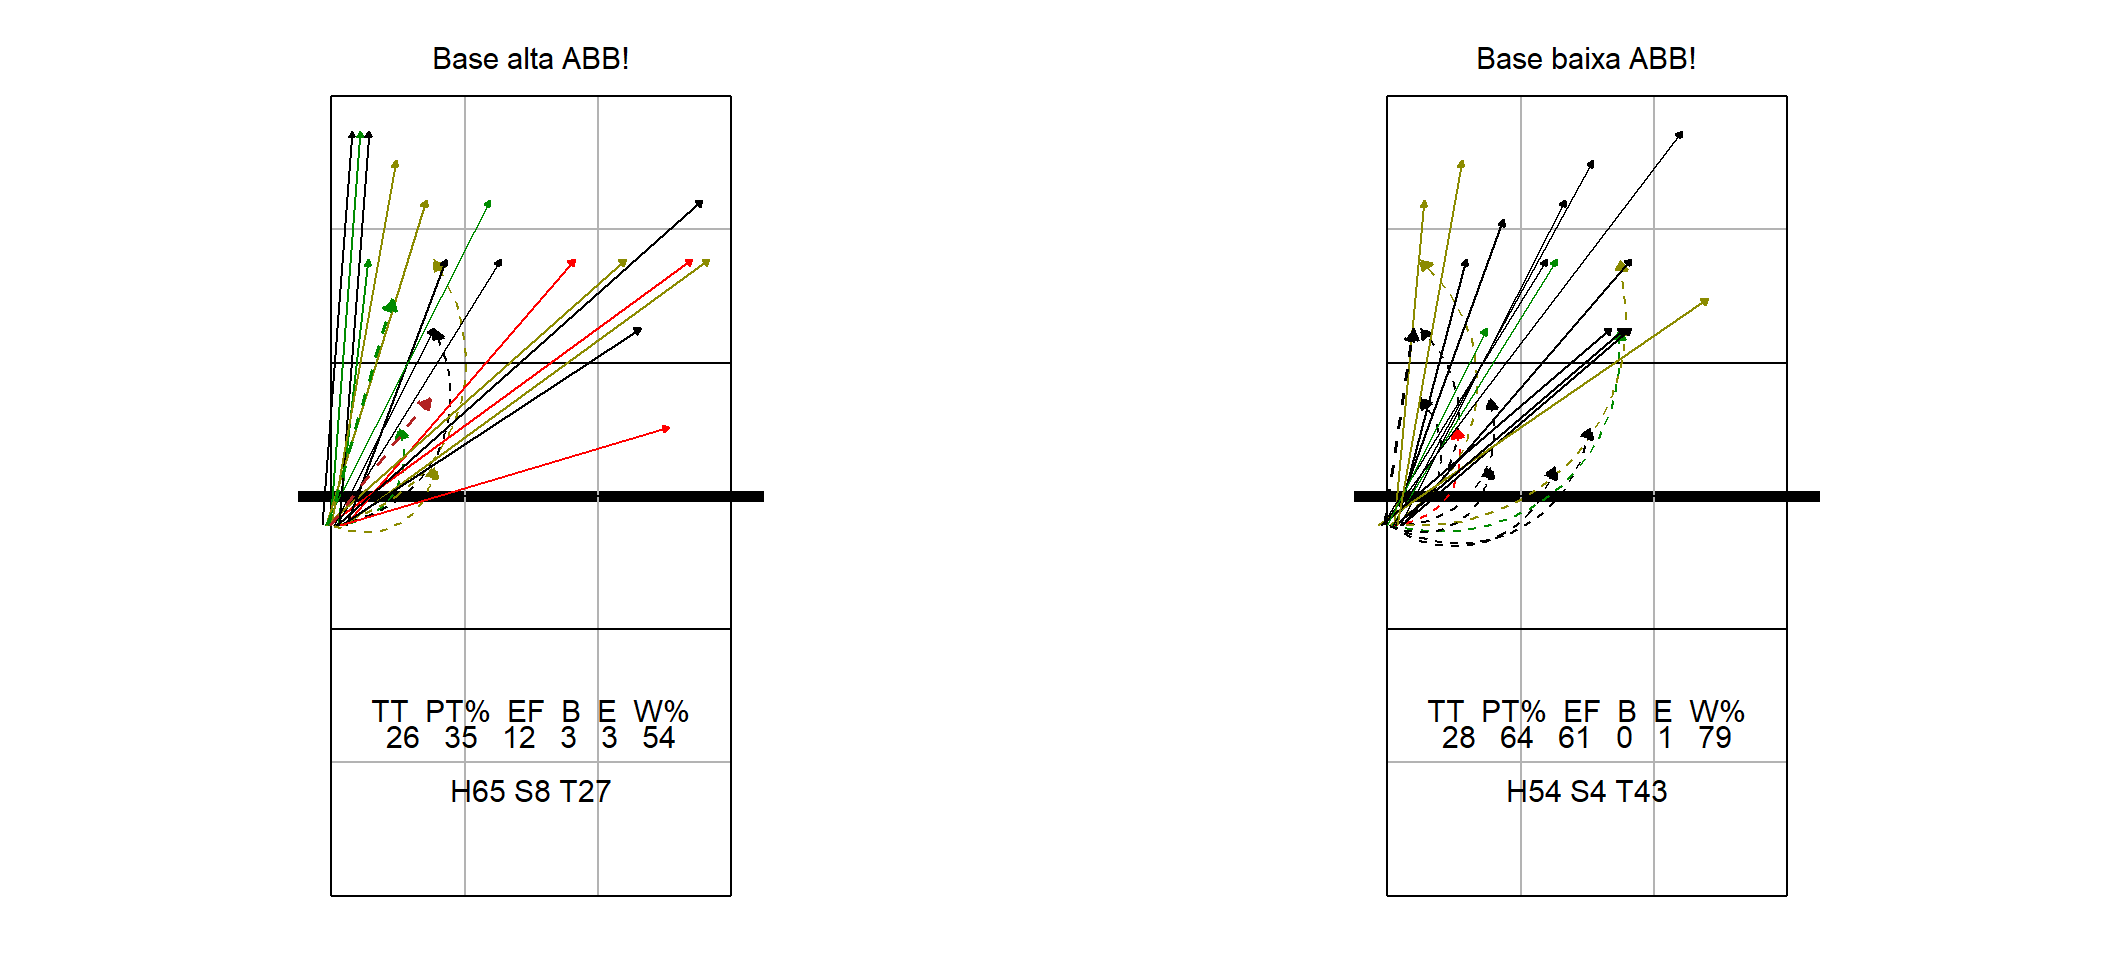 Base alta ABB!
TT PT% EF B E W%
26 35 12 3 3 54
H65 S8 T27
Base baixa ABB!
TT PT% EF B E W%
28 64 61 0 1 79
H54 S4 T43